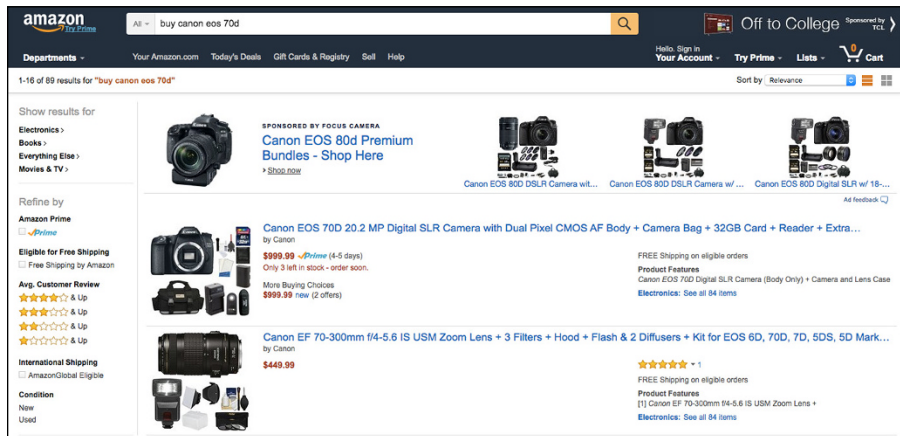 amazon
Try Prime
All
buy canon eos 70d
Off to College
Sponsored by
TCL
Departments
Your Amazon.com Today's Deals Gift Cards & Registry Sell Help
Hello. Sign in
Your Account
Try Prime
Lists
0
Cart
1-16 of 89 results for "buy canon eos 70d"
Sort by Relevance
Show results for
Electronics
Books
Everything Else
Movies & TV
Refine by
Amazon Prime
Prime
Eligible for Free Shipping
Free Shipping by Amazon
Avg. Customer Review
& Up
& Up
& Up
& Up
International Shipping
AmazonGlobal Eligible
Condition
New
Used
SPONSORED BY FOCUS CAMERA
Canon EOS 80d Premium
Bundles - Shop Here
Shop now
Canon EOS 80D DSLR Camera wit...
Canon EOS 80D DSLR Camera w/ ...
Canon EOS 80D Digital SLR w/ 18-...
Ad feedback
Canon EOS 70D 20.2 MP Digital SLR Camera with Dual Pixel CMOS AF Body + Camera Bag + 32GB Card + Reader + Extra...
by Canon
$999.99 Prime (4-5 days)
Only 3 left in stock - order soon.
More Buying Choices
$999.99 new (2 offers)
FREE Shipping on eligible orders
Product Features
Canon EOS 70D Digital SLR Camera (Body Only) + Camera and Lens Case
Electronics: See all 84 items
Canon EF 70-300mm f/4-5.6 IS USM Zoom Lens + 3 Filters + Hood + Flash & 2 Diffusers + Kit for EOS 6D, 70D, 7D, 5DS, 5D Mark...
by Canon
$449.99
1
FREE Shipping on eligible orders
Product Features
[1] Canon EF 70-300mm f/4-5.6 IS USM Zoom Lens +
Electronics: See all 84 items